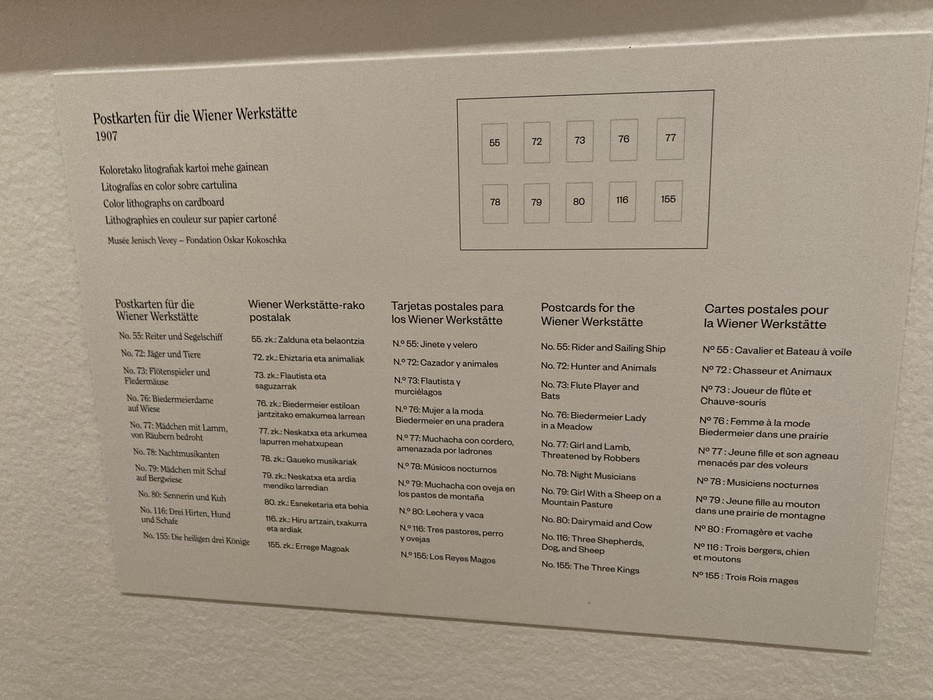 Postkarten für die Wiener Werkstätte
1907
Koloretako litografiak kartoi mehe gainean
Litografías en color sobre cartulina
Color lithographs on cardboard
Lithographies en couleur sur papier cartoné
Musée Jenisch Vevey – Fondation Oskar Kokoschka
55 72 73 76 77
78 79 80 116 155
Postkarten für die
Wiener Werkstätte
No. 55: Reiter und Segelschiff
No. 72: Jäger und Tiere
No. 73: Flötenspieler und
Fledermäuse
No. 76: Biedermeierdame
auf Wiese
No. 77: Mädchen mit Lamm,
von Räubern bedroht
No. 78: Nachtmusikanten
No. 79: Mädchen mit Schaf
auf Bergwiese
No. 80: Sennerin und Kuh
No. 116: Drei Hirten, Hund
und Schafe
No. 155: Die heiligen drei Könige
Wiener Werkstätte-rako
postalak
55. zk.: Zalduna eta belaontzia
72. zk.: Ehiztaria eta animaliak
73. zk.: Flautista eta
saguzarrak
76. zk.: Biedermeier estiloan
jantzitako emakumea larrean
77. zk.: Neskatxa eta arkumea
lapurren mehatxupean
78. zk.: Gaueko musikariak
79. zk.: Neskatxa eta ardia
mendiko larredian
80. zk.: Esneketaria eta behia
116. zk.: Hiru artzain, txakurra
eta ardiak
155. zk.: Errege Magoak
Tarjetas postales para
los Wiener Werkstätte
N.º 55: Jinete y velero
N.º 72: Cazador y animales
N.º 73: Flautista y
murciélagos
N.º 76: Mujer a la moda
Biedermeier en una pradera
N.º 77: Muchacha con cordero,
amenazada por ladrones
N.º 78: Músicos nocturnos
N.º 79: Muchacha con oveja en
los pastos de montaña
N.º 80: Lechera y vaca
N.º 116: Tres pastores, perro
y ovejas
N.º 155: Los Reyes Magos
Postcards for the
Wiener Werkstätte
No. 55: Rider and Sailing Ship
No. 72: Hunter and Animals
No. 73: Flute Player and
Bats
No. 76: Biedermeier Lady
in a Meadow
No. 77: Girl and Lamb,
Threatened by Robbers
No. 78: Night Musicians
No. 79: Girl With a Sheep on a
Mountain Pasture
No. 80: Dairymaid and Cow
No. 116: Three Shepherds,
Dog, and Sheep
No. 155: The Three Kings
Cartes postales pour
la Wiener Werkstätte
Nº 55 : Cavalier et Bateau à voile
Nº 72 : Chasseur et Animaux
Nº 73 : Joueur de flûte et
Chauve-souris
Nº 76 : Femme à la mode
Biedermeier dans une prairie
Nº 77 : Jeune fille et son agneau
menacés par des voleurs
Nº 78 : Musiciens nocturnes
Nº 79 : Jeune fille au mouton
dans une prairie de montagne
Nº 80 : Fromagère et vache
Nº 116 : Trois bergers, chien
et moutons
Nº 155 : Trois Rois mages